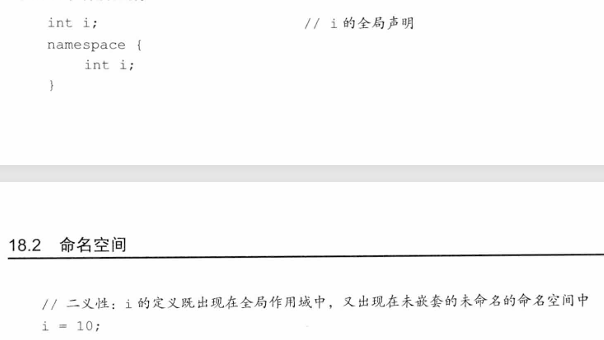 int i;                // i 的全局声明
namespace {
    int i;
}
18.2 命名空间
// 二义性：i 的定义既出现在全局作用域中，又出现在未嵌套的未命名的命名空间中
i = 10;